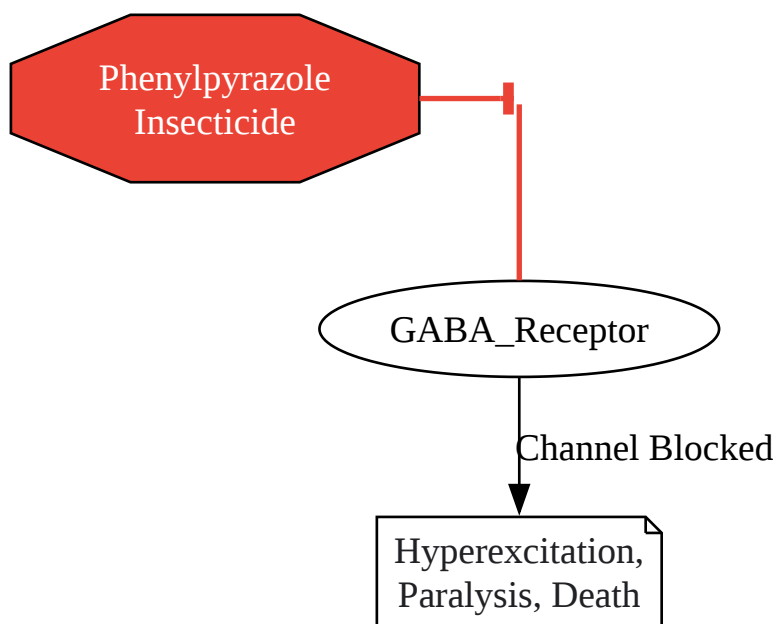 Phenylpyrazole
Insecticide
GABA_Receptor
Channel Blocked
Hyperexcitation,
Paralysis, Death